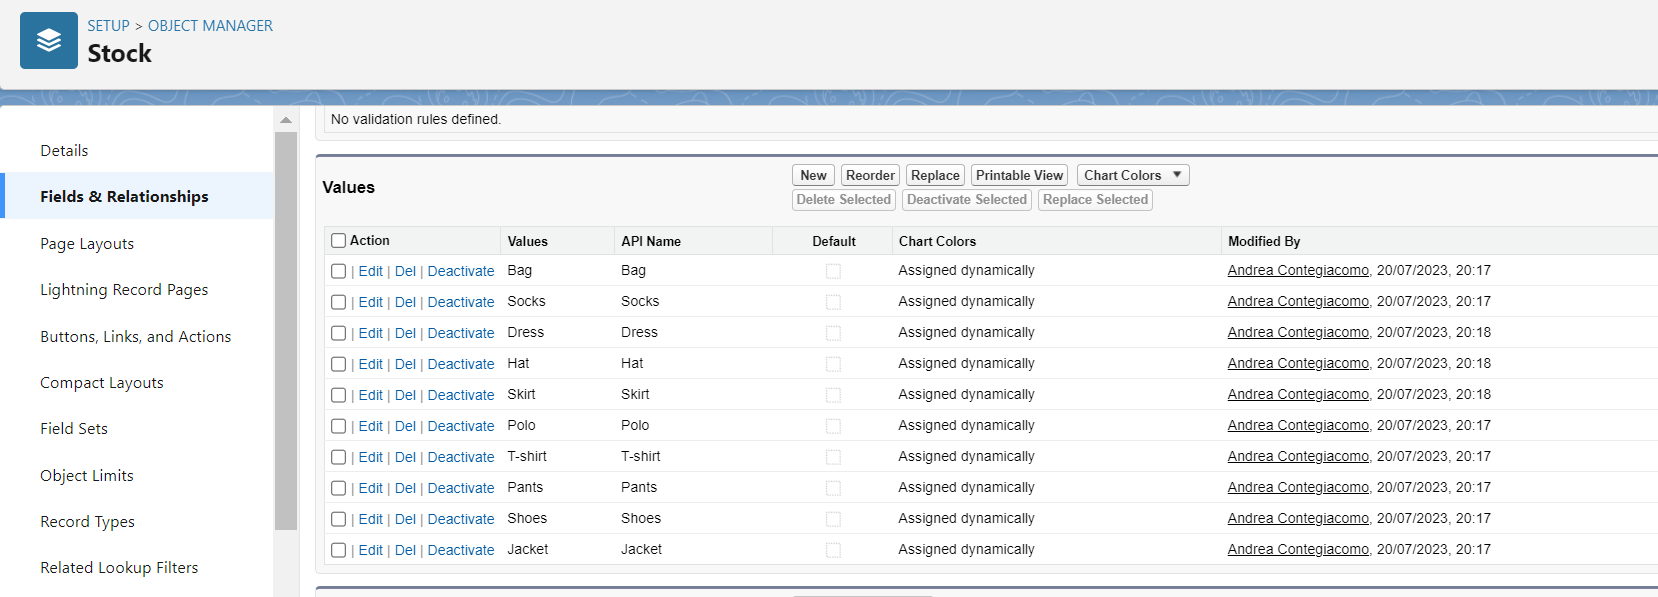 SETUP > OBJECT MANAGER
Stock
Details
Fields & Relationships
Page Layouts
Lightning Record Pages
Buttons, Links, and Actions
Compact Layouts
Field Sets
Object Limits
Record Types
Related Lookup Filters
No validation rules defined.
Values
New Reorder Replace Printable View Chart Colors
Delete Selected Deactivate Selected Replace Selected
Action Values API Name Default Chart Colors Modified By
| Edit | Del | Deactivate Bag Bag Assigned dynamically Andrea Contegiacomo, 20/07/2023, 20:17
| Edit | Del | Deactivate Socks Socks Assigned dynamically Andrea Contegiacomo, 20/07/2023, 20:17
| Edit | Del | Deactivate Dress Dress Assigned dynamically Andrea Contegiacomo, 20/07/2023, 20:18
| Edit | Del | Deactivate Hat Hat Assigned dynamically Andrea Contegiacomo, 20/07/2023, 20:18
| Edit | Del | Deactivate Skirt Skirt Assigned dynamically Andrea Contegiacomo, 20/07/2023, 20:18
| Edit | Del | Deactivate Polo Polo Assigned dynamically Andrea Contegiacomo, 20/07/2023, 20:17
| Edit | Del | Deactivate T-shirt T-shirt Assigned dynamically Andrea Contegiacomo, 20/07/2023, 20:17
| Edit | Del | Deactivate Pants Pants Assigned dynamically Andrea Contegiacomo, 20/07/2023, 20:17
| Edit | Del | Deactivate Shoes Shoes Assigned dynamically Andrea Contegiacomo, 20/07/2023, 20:17
| Edit | Del | Deactivate Jacket Jacket Assigned dynamically Andrea Contegiacomo, 20/07/2023, 20:17